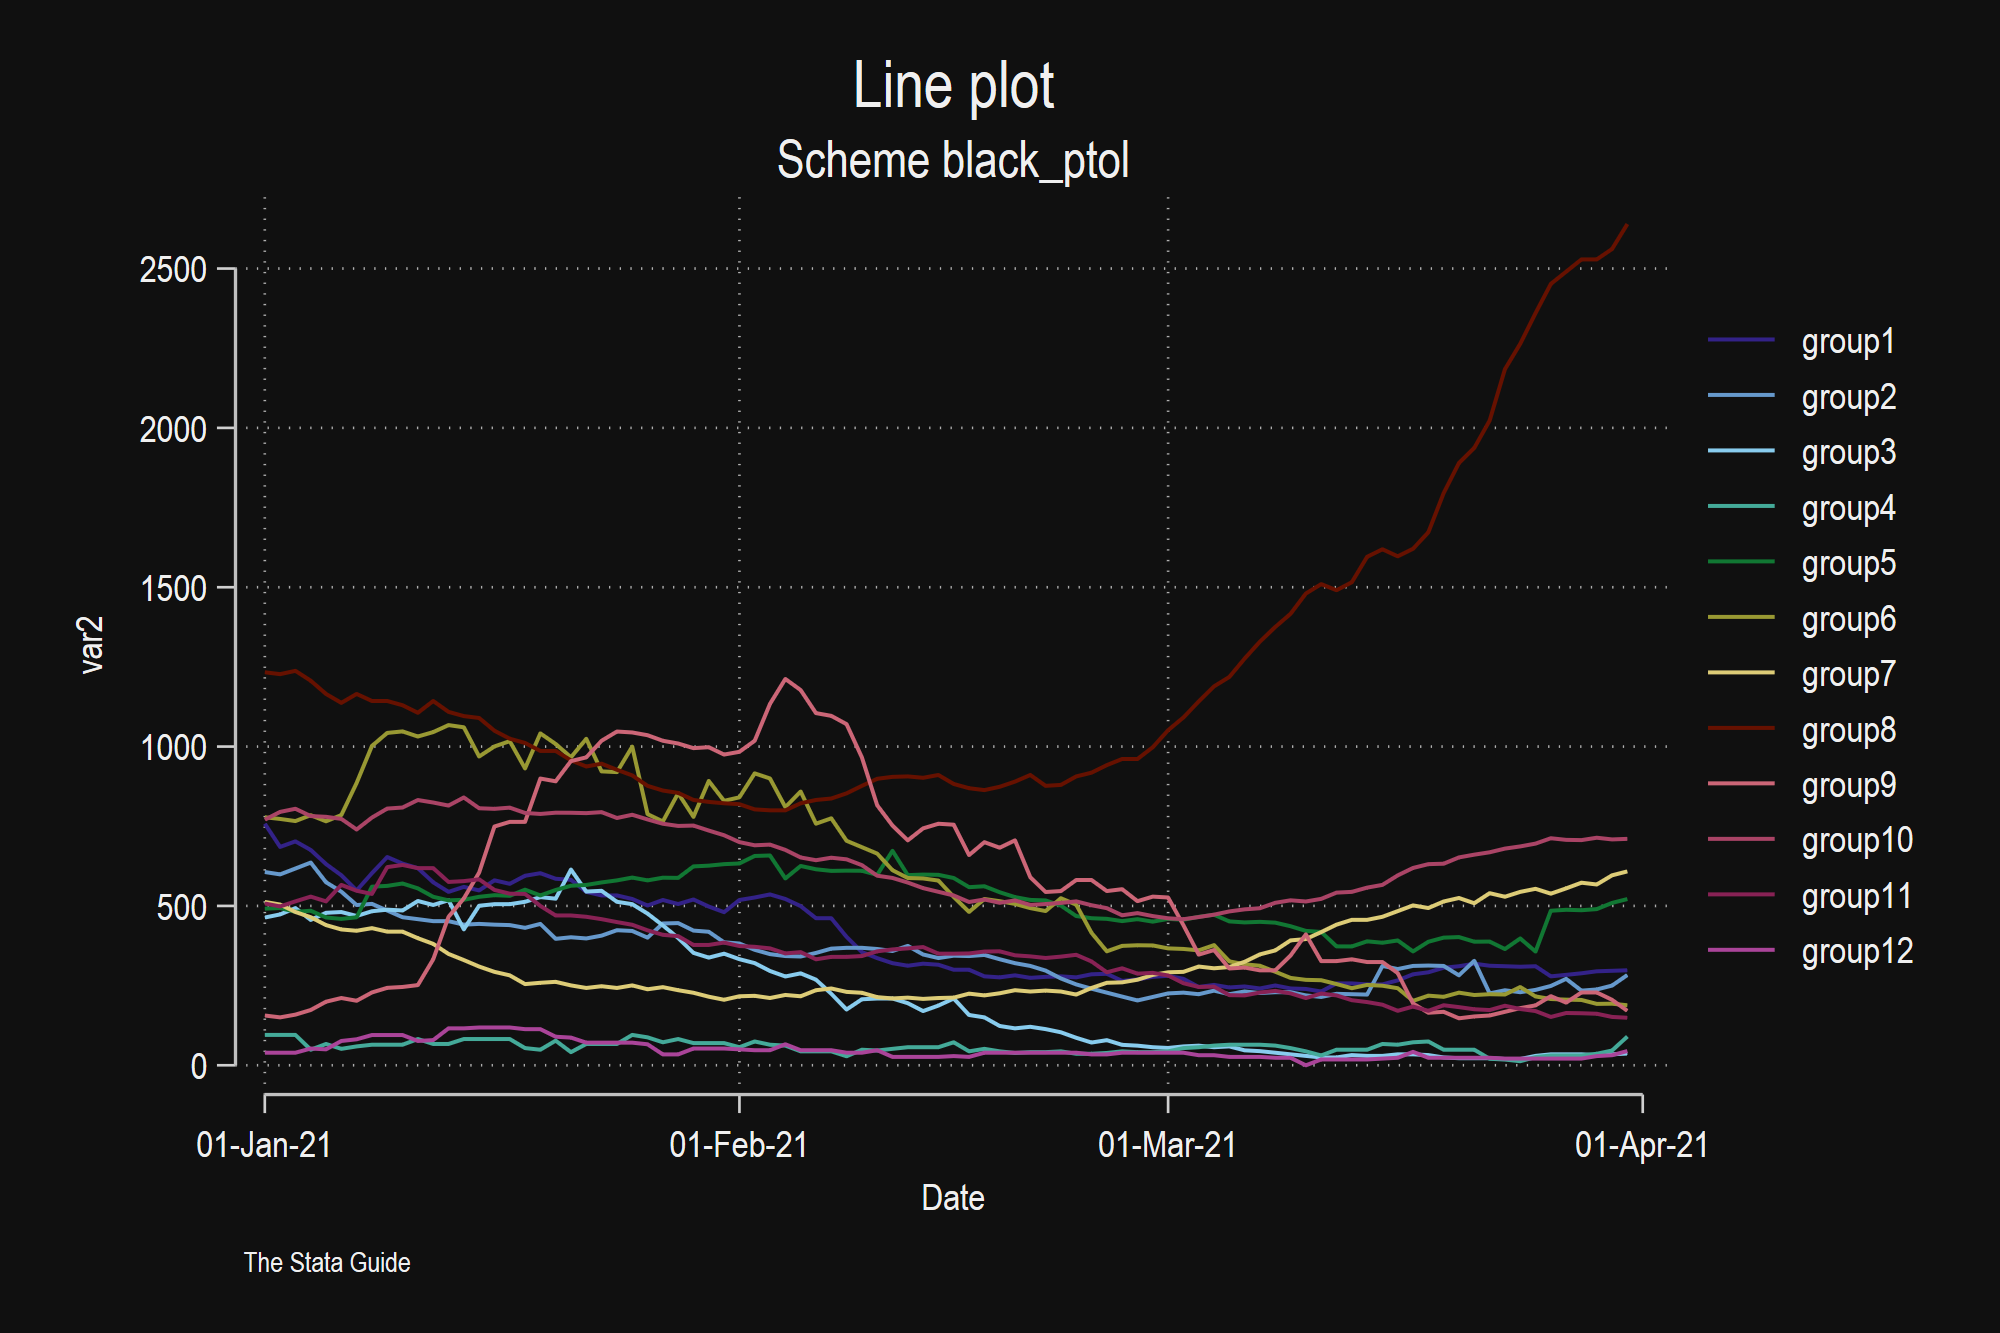 Line plot
Scheme black_ptol
2500
2000
1500
1000
500
0
var2
01-Jan-21
01-Feb-21
01-Mar-21
01-Apr-21
Date
group1
group2
group3
group4
group5
group6
group7
group8
group9
group10
group11
group12
The Stata Guide